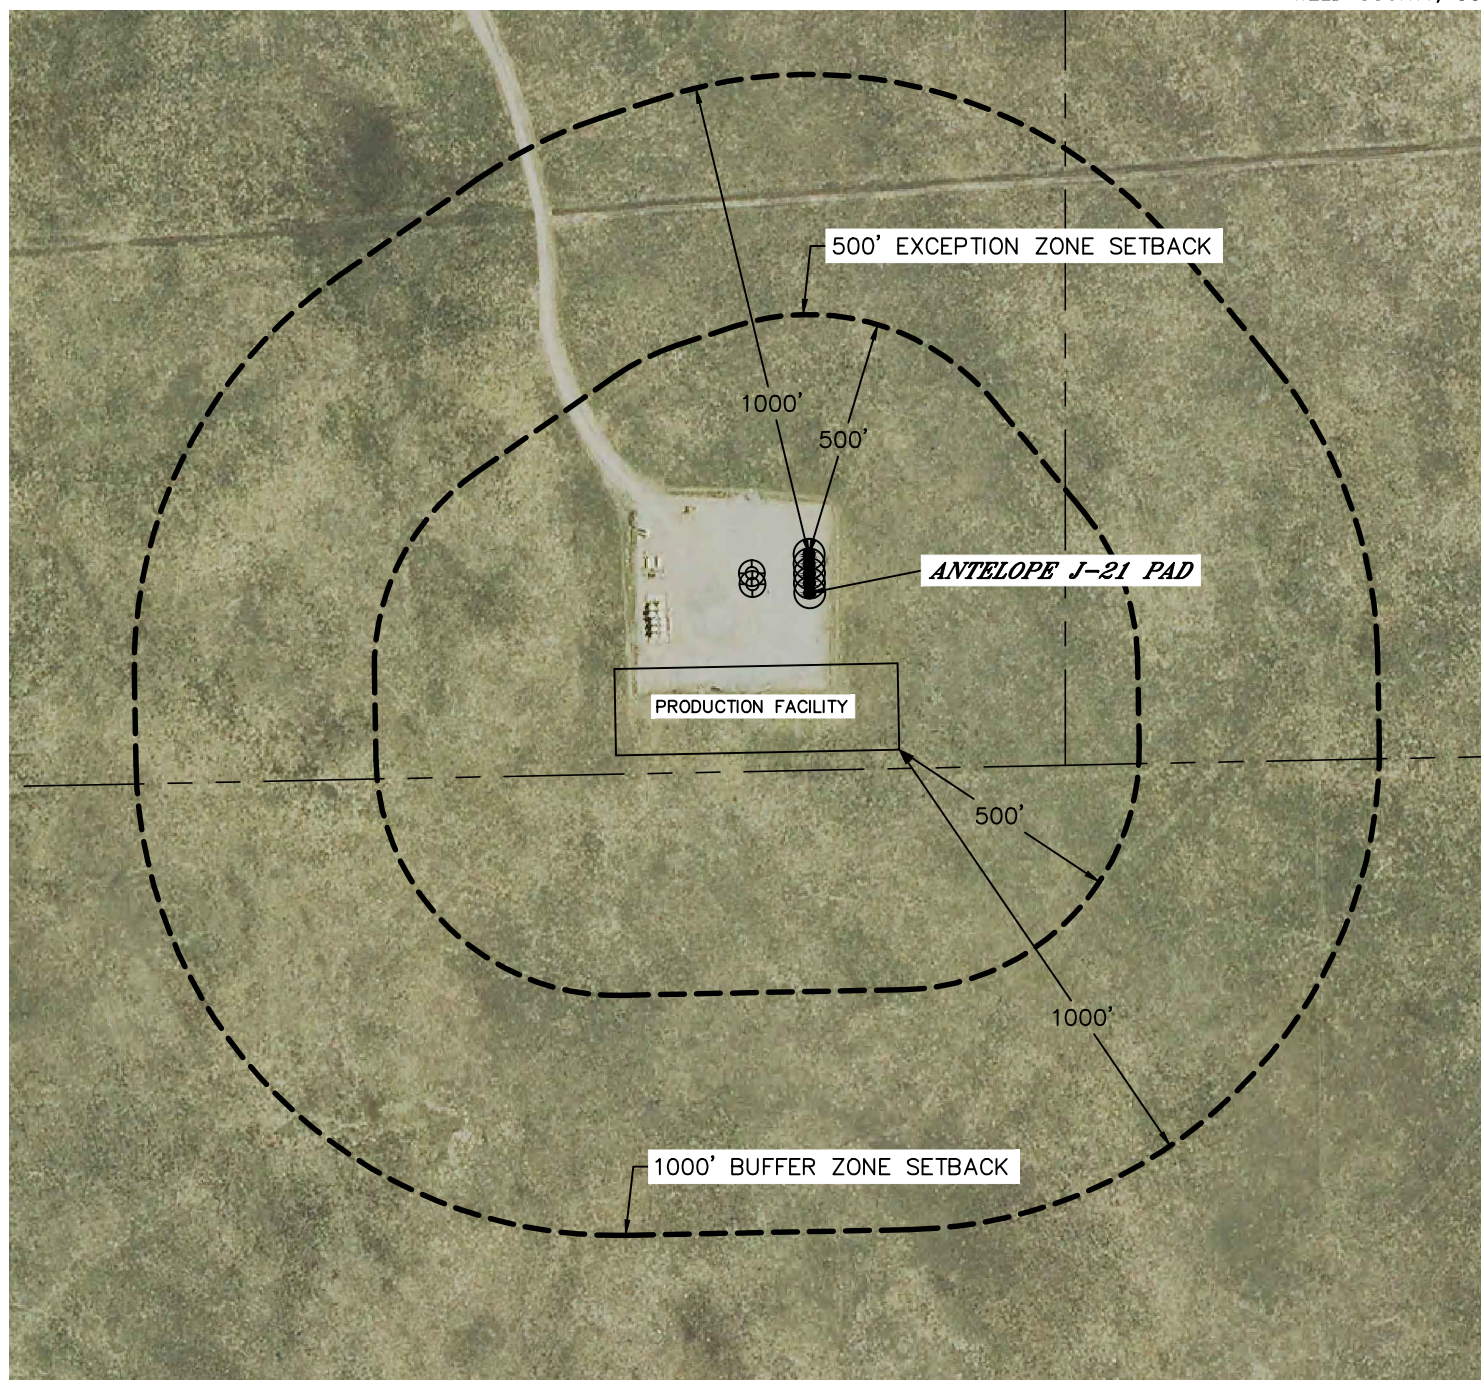 500' EXCEPTION ZONE SETBACK
1000'
500'
ANTELOPE J-21 PAD
PRODUCTION FACILITY
500'
1000'
1000' BUFFER ZONE SETBACK